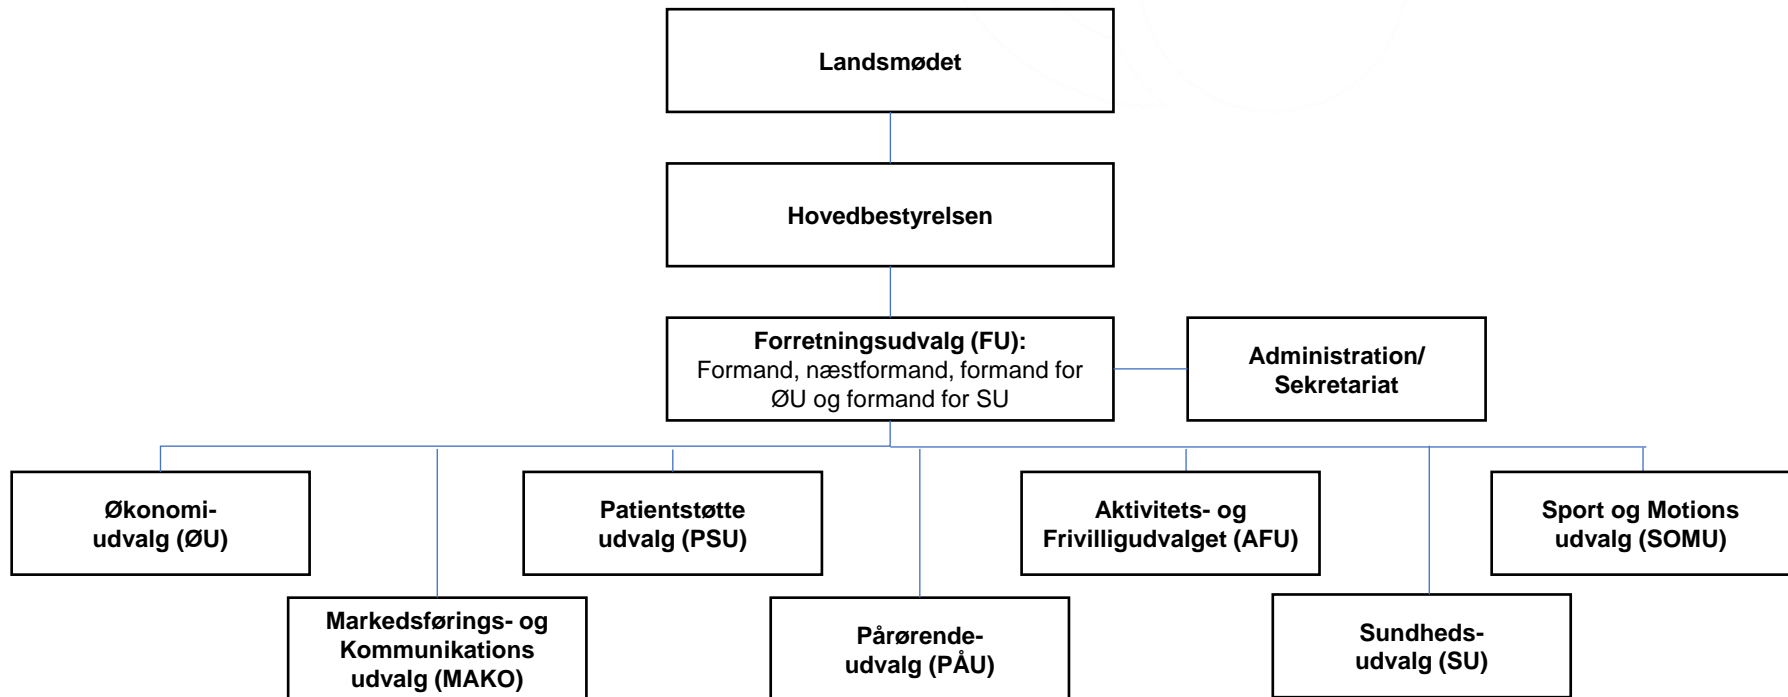 Landsmødet
Hovedbestyrelsen
Forretningsudvalg (FU):
Formand, næstformand, formand for
ØU og formand for SU
Administration/
Sekretariat
Økonomi-
udvalg (ØU)
Patientstøtte
udvalg (PSU)
Aktivitets- og
Frivilligudvalget (AFU)
Sport og Motions
udvalg (SOMU)
Markedsførings- og
Kommunikations
udvalg (MAKO)
Pårørende-
udvalg (PÅU)
Sundheds-
udvalg (SU)